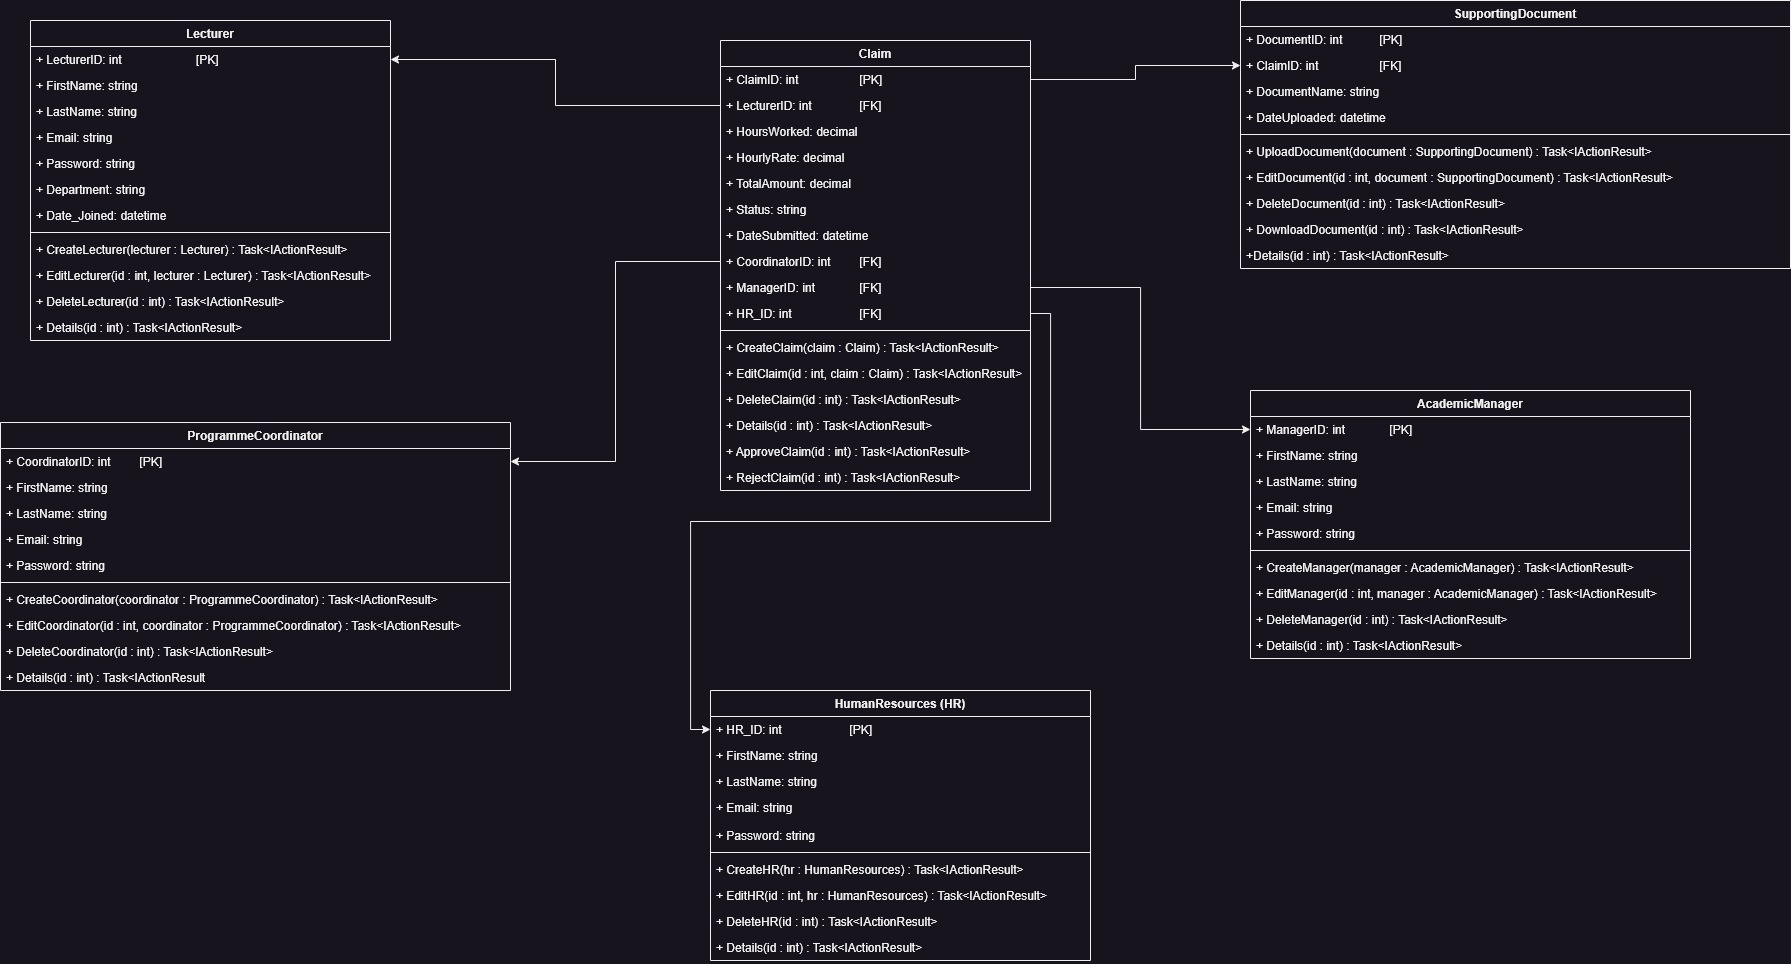 Lecturer
+ LecturerID: int [PK]
+ FirstName: string
+ LastName: string
+ Email: string
+ Password: string
+ Department: string
+ Date_Joined: datetime
+ CreateLecturer(lecturer : Lecturer) : Task<IActionResult>
+ EditLecturer(id : int, lecturer : Lecturer) : Task<IActionResult>
+ DeleteLecturer(id : int) : Task<IActionResult>
+ Details(id : int) : Task<IActionResult>
Claim
+ ClaimID: int [PK]
+ LecturerID: int [FK]
+ HoursWorked: decimal
+ HourlyRate: decimal
+ TotalAmount: decimal
+ Status: string
+ DateSubmitted: datetime
+ CoordinatorID: int [FK]
+ ManagerID: int [FK]
+ HR_ID: int [FK]
+ CreateClaim(claim : Claim) : Task<IActionResult>
+ EditClaim(id : int, claim : Claim) : Task<IActionResult>
+ DeleteClaim(id : int) : Task<IActionResult>
+ Details(id : int) : Task<IActionResult>
+ ApproveClaim(id : int) : Task<IActionResult>
+ RejectClaim(id : int) : Task<IActionResult>
SupportingDocument
+ DocumentID: int [PK]
+ ClaimID: int [FK]
+ DocumentName: string
+ DateUploaded: datetime
+ UploadDocument(document : SupportingDocument) : Task<IActionResult>
+ EditDocument(id : int, document : SupportingDocument) : Task<IActionResult>
+ DeleteDocument(id : int) : Task<IActionResult>
+ DownloadDocument(id : int) : Task<IActionResult>
+Details(id : int) : Task<IActionResult>
ProgrammeCoordinator
+ CoordinatorID: int [PK]
+ FirstName: string
+ LastName: string
+ Email: string
+ Password: string
+ CreateCoordinator(coordinator : ProgrammeCoordinator) : Task<IActionResult>
+ EditCoordinator(id : int, coordinator : ProgrammeCoordinator) : Task<IActionResult>
+ DeleteCoordinator(id : int) : Task<IActionResult>
+ Details(id : int) : Task<IActionResult
AcademicManager
+ ManagerID: int [PK]
+ FirstName: string
+ LastName: string
+ Email: string
+ Password: string
+ CreateManager(manager : AcademicManager) : Task<IActionResult>
+ EditManager(id : int, manager : AcademicManager) : Task<IActionResult>
+ DeleteManager(id : int) : Task<IActionResult>
+ Details(id : int) : Task<IActionResult>
HumanResources (HR)
+ HR_ID: int [PK]
+ FirstName: string
+ LastName: string
+ Email: string
+ Password: string
+ CreateHR(hr : HumanResources) : Task<IActionResult>
+ EditHR(id : int, hr : HumanResources) : Task<IActionResult>
+ DeleteHR(id : int) : Task<IActionResult>
+ Details(id : int) : Task<IActionResult>